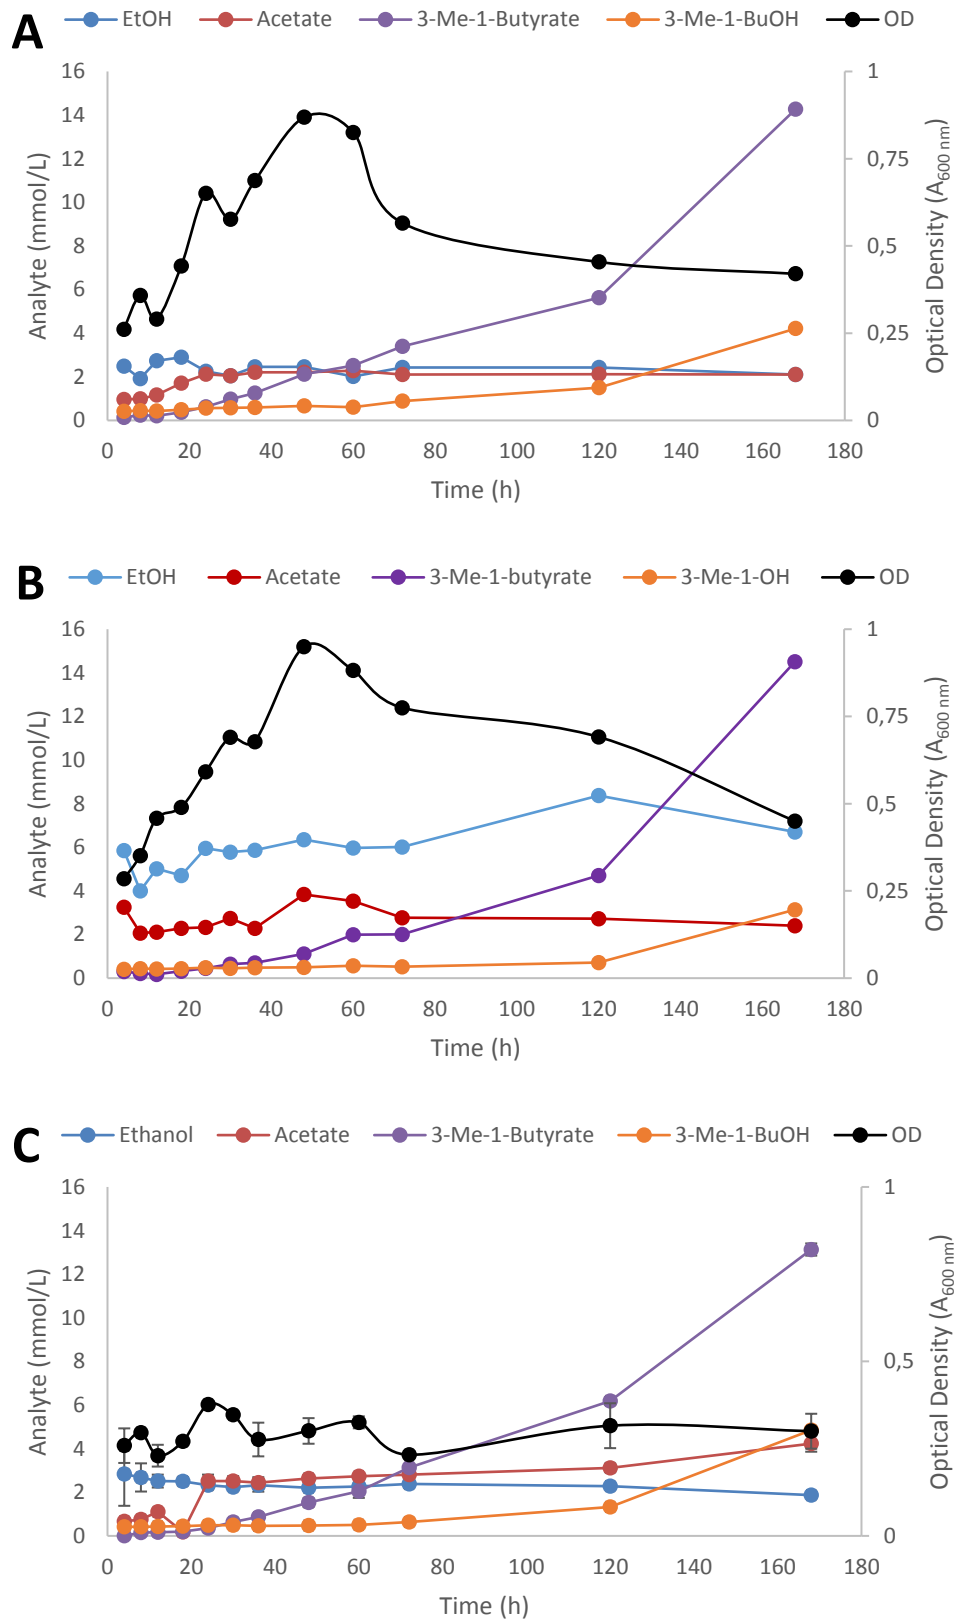 A
EtOH Acetate 3-Me-1-Butyrate 3-Me-1-BuOH OD
16 14 12 10 8 6 4 2 0
Analyte (mmol/L)
1 0,75 0,5 0,25 0
Optical Density (A600 nm)
0 20 40 60 80 100 120 140 160 180
Time (h)
B
EtOH Acetate 3-Me-1-butyrate 3-Me-1-OH OD
16 14 12 10 8 6 4 2 0
Analyte (mmol/L)
1 0,75 0,5 0,25 0
Optical Density (A600 nm)
0 20 40 60 80 100 120 140 160 180
Time (h)
C
Ethanol Acetate 3-Me-1-Butyrate 3-Me-1-BuOH OD
16 14 12 10 8 6 4 2 0
Analyte (mmol/L)
1 0,5 0
Optical Density (A600 nm)
0 20 40 60 80 100 120 140 160 180
Time (h)